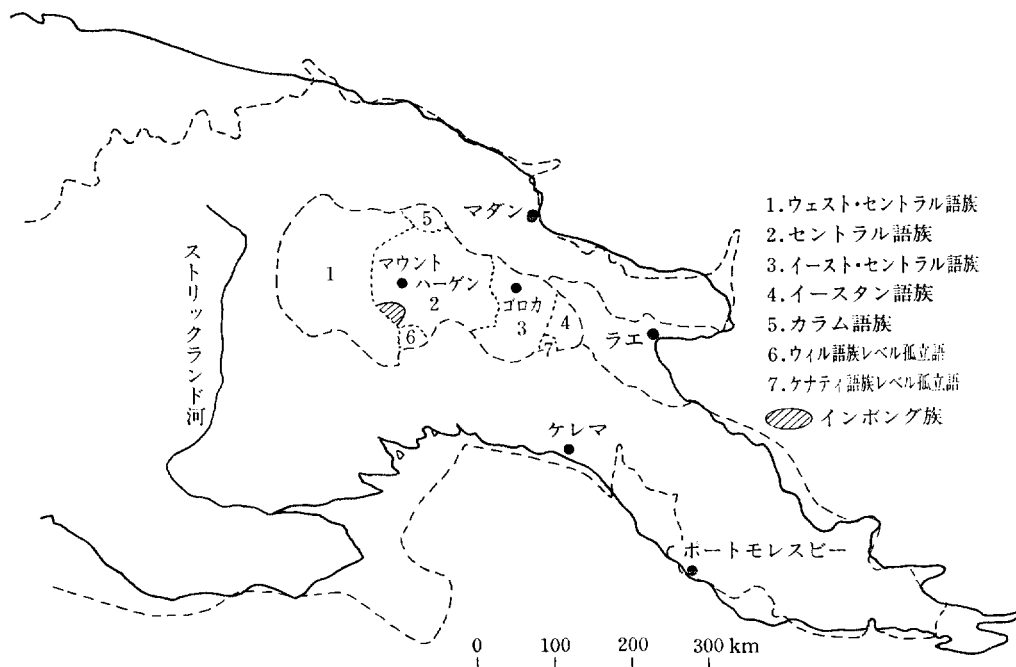 マダン
1.ウェスト・セントラル語族
2.セントラル語族
3.イースト・セントラル語族
4.イースタン語族
5.カラム語族
6.ウィル語族レベル孤立語
7.ケナティ語族レベル孤立語
インボング族
ストリックランド河
1
5
マウント
ハーゲン
2
6
ゴロカ
3
4
7
ラエ
ケレマ
ポートモレスビー
0 100 200 300 km